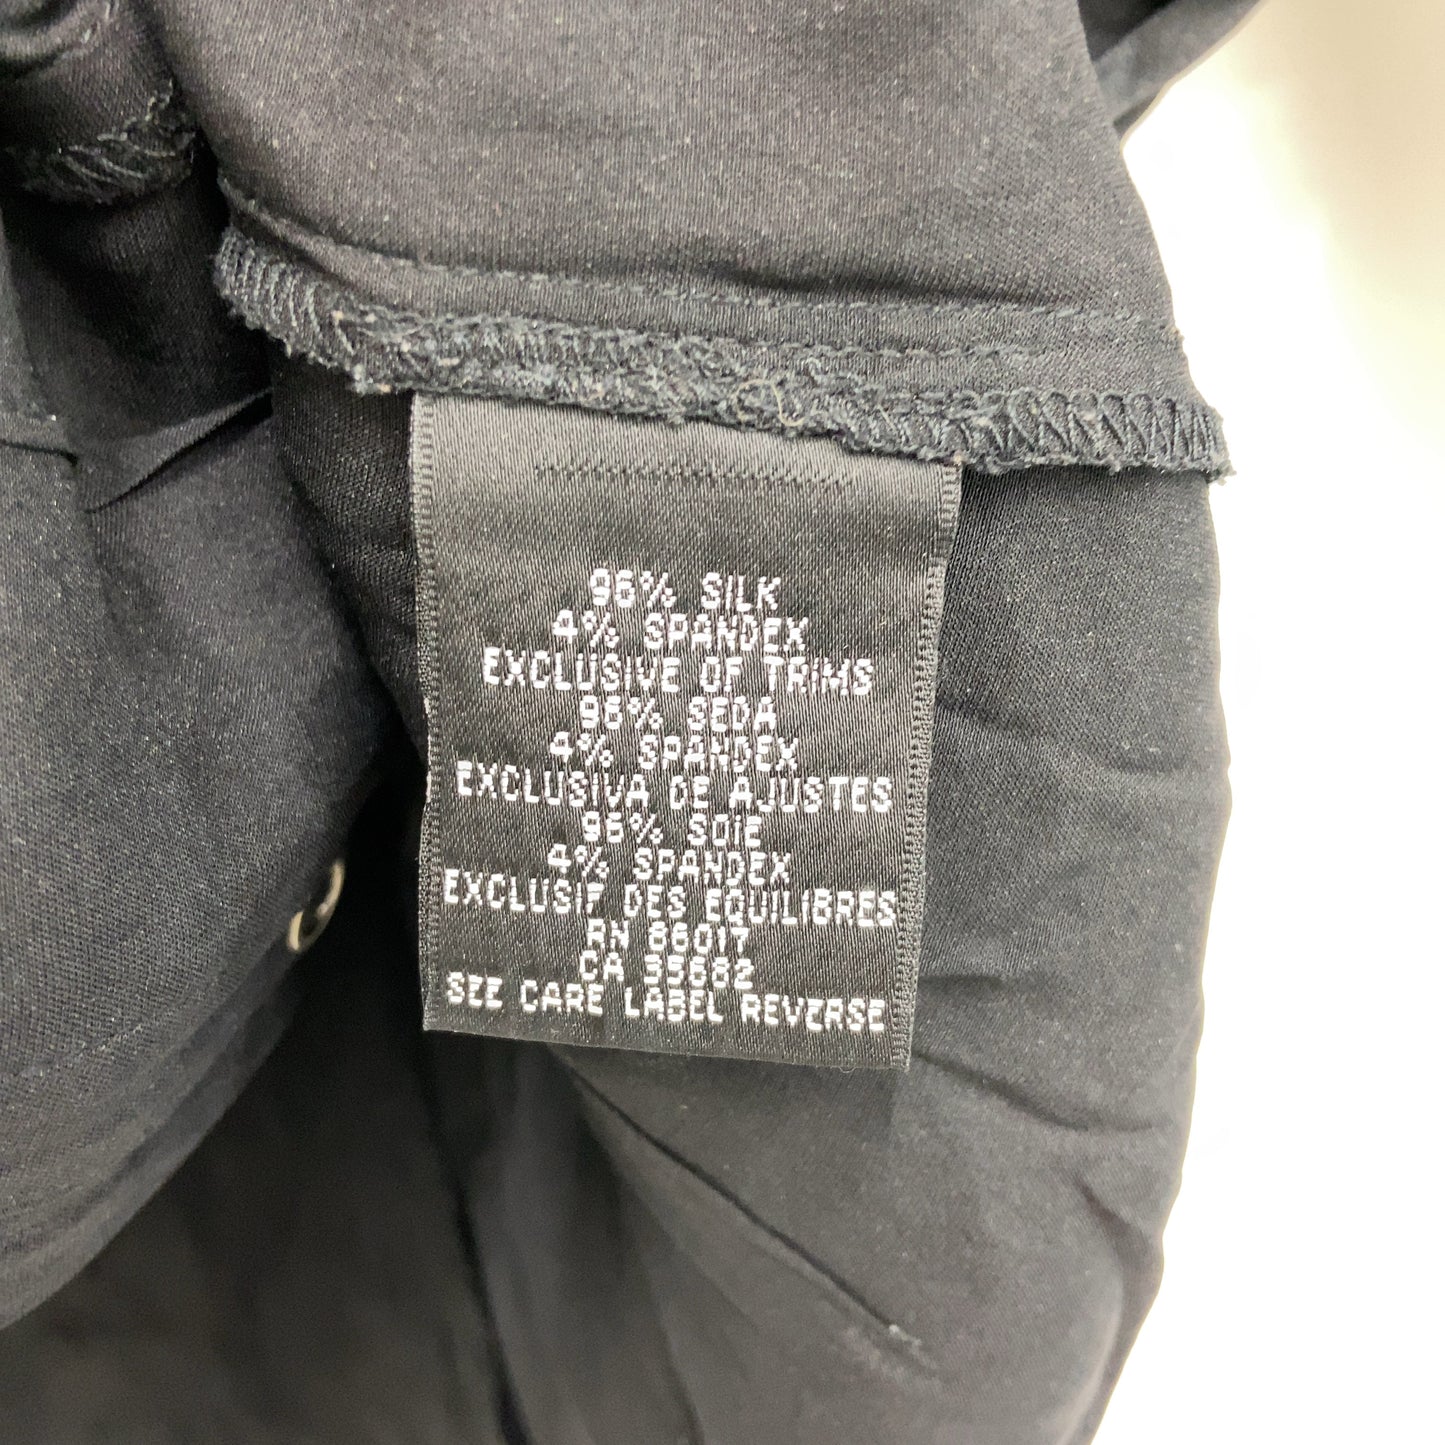 96% SILK
4% SPANDEX
EXCLUSIVE OF TRIMS
96% SEDA
4% SPANDEX
EXCLUSIVA DE AJUSTES
96% SOIE
4% SPANDEX
EXCLUSIF DES EQUILIBRES
RN 66017
CA 35682
SEE CARE LABEL REVERSE